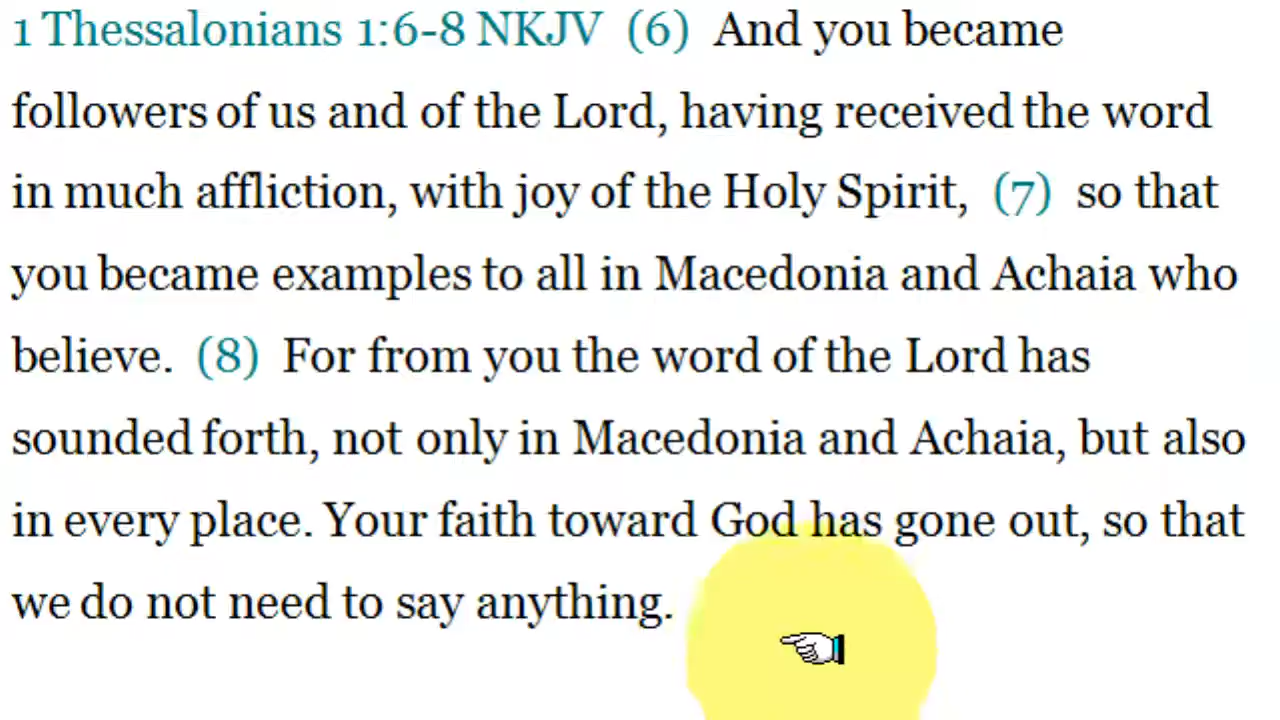 1 Thessalonians 1:6-8 NKJV (6) And you became
followers of us and of the Lord, having received the word
in much affliction, with joy of the Holy Spirit, (7) so that
you became examples to all in Macedonia and Achaia who
believe. (8) For from you the word of the Lord has
sounded forth, not only in Macedonia and Achaia, but also
in every place. Your faith toward God has gone out, so that
we do not need to say anything.